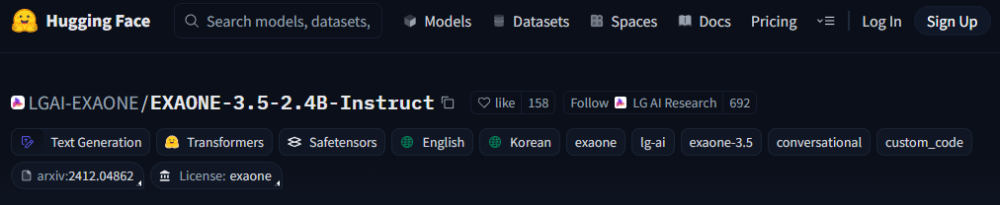 Hugging Face Search models, datasets, Models Datasets Spaces Docs Pricing Log In Sign Up
LGAI-EXAONE/EXAONE-3.5-2.4B-Instruct like 158 Follow LG AI Research 692
Text Generation Transformers Safetensors English Korean exaone lg-ai exaone-3.5 conversational custom_code
arxiv:2412.04862 License: exaone